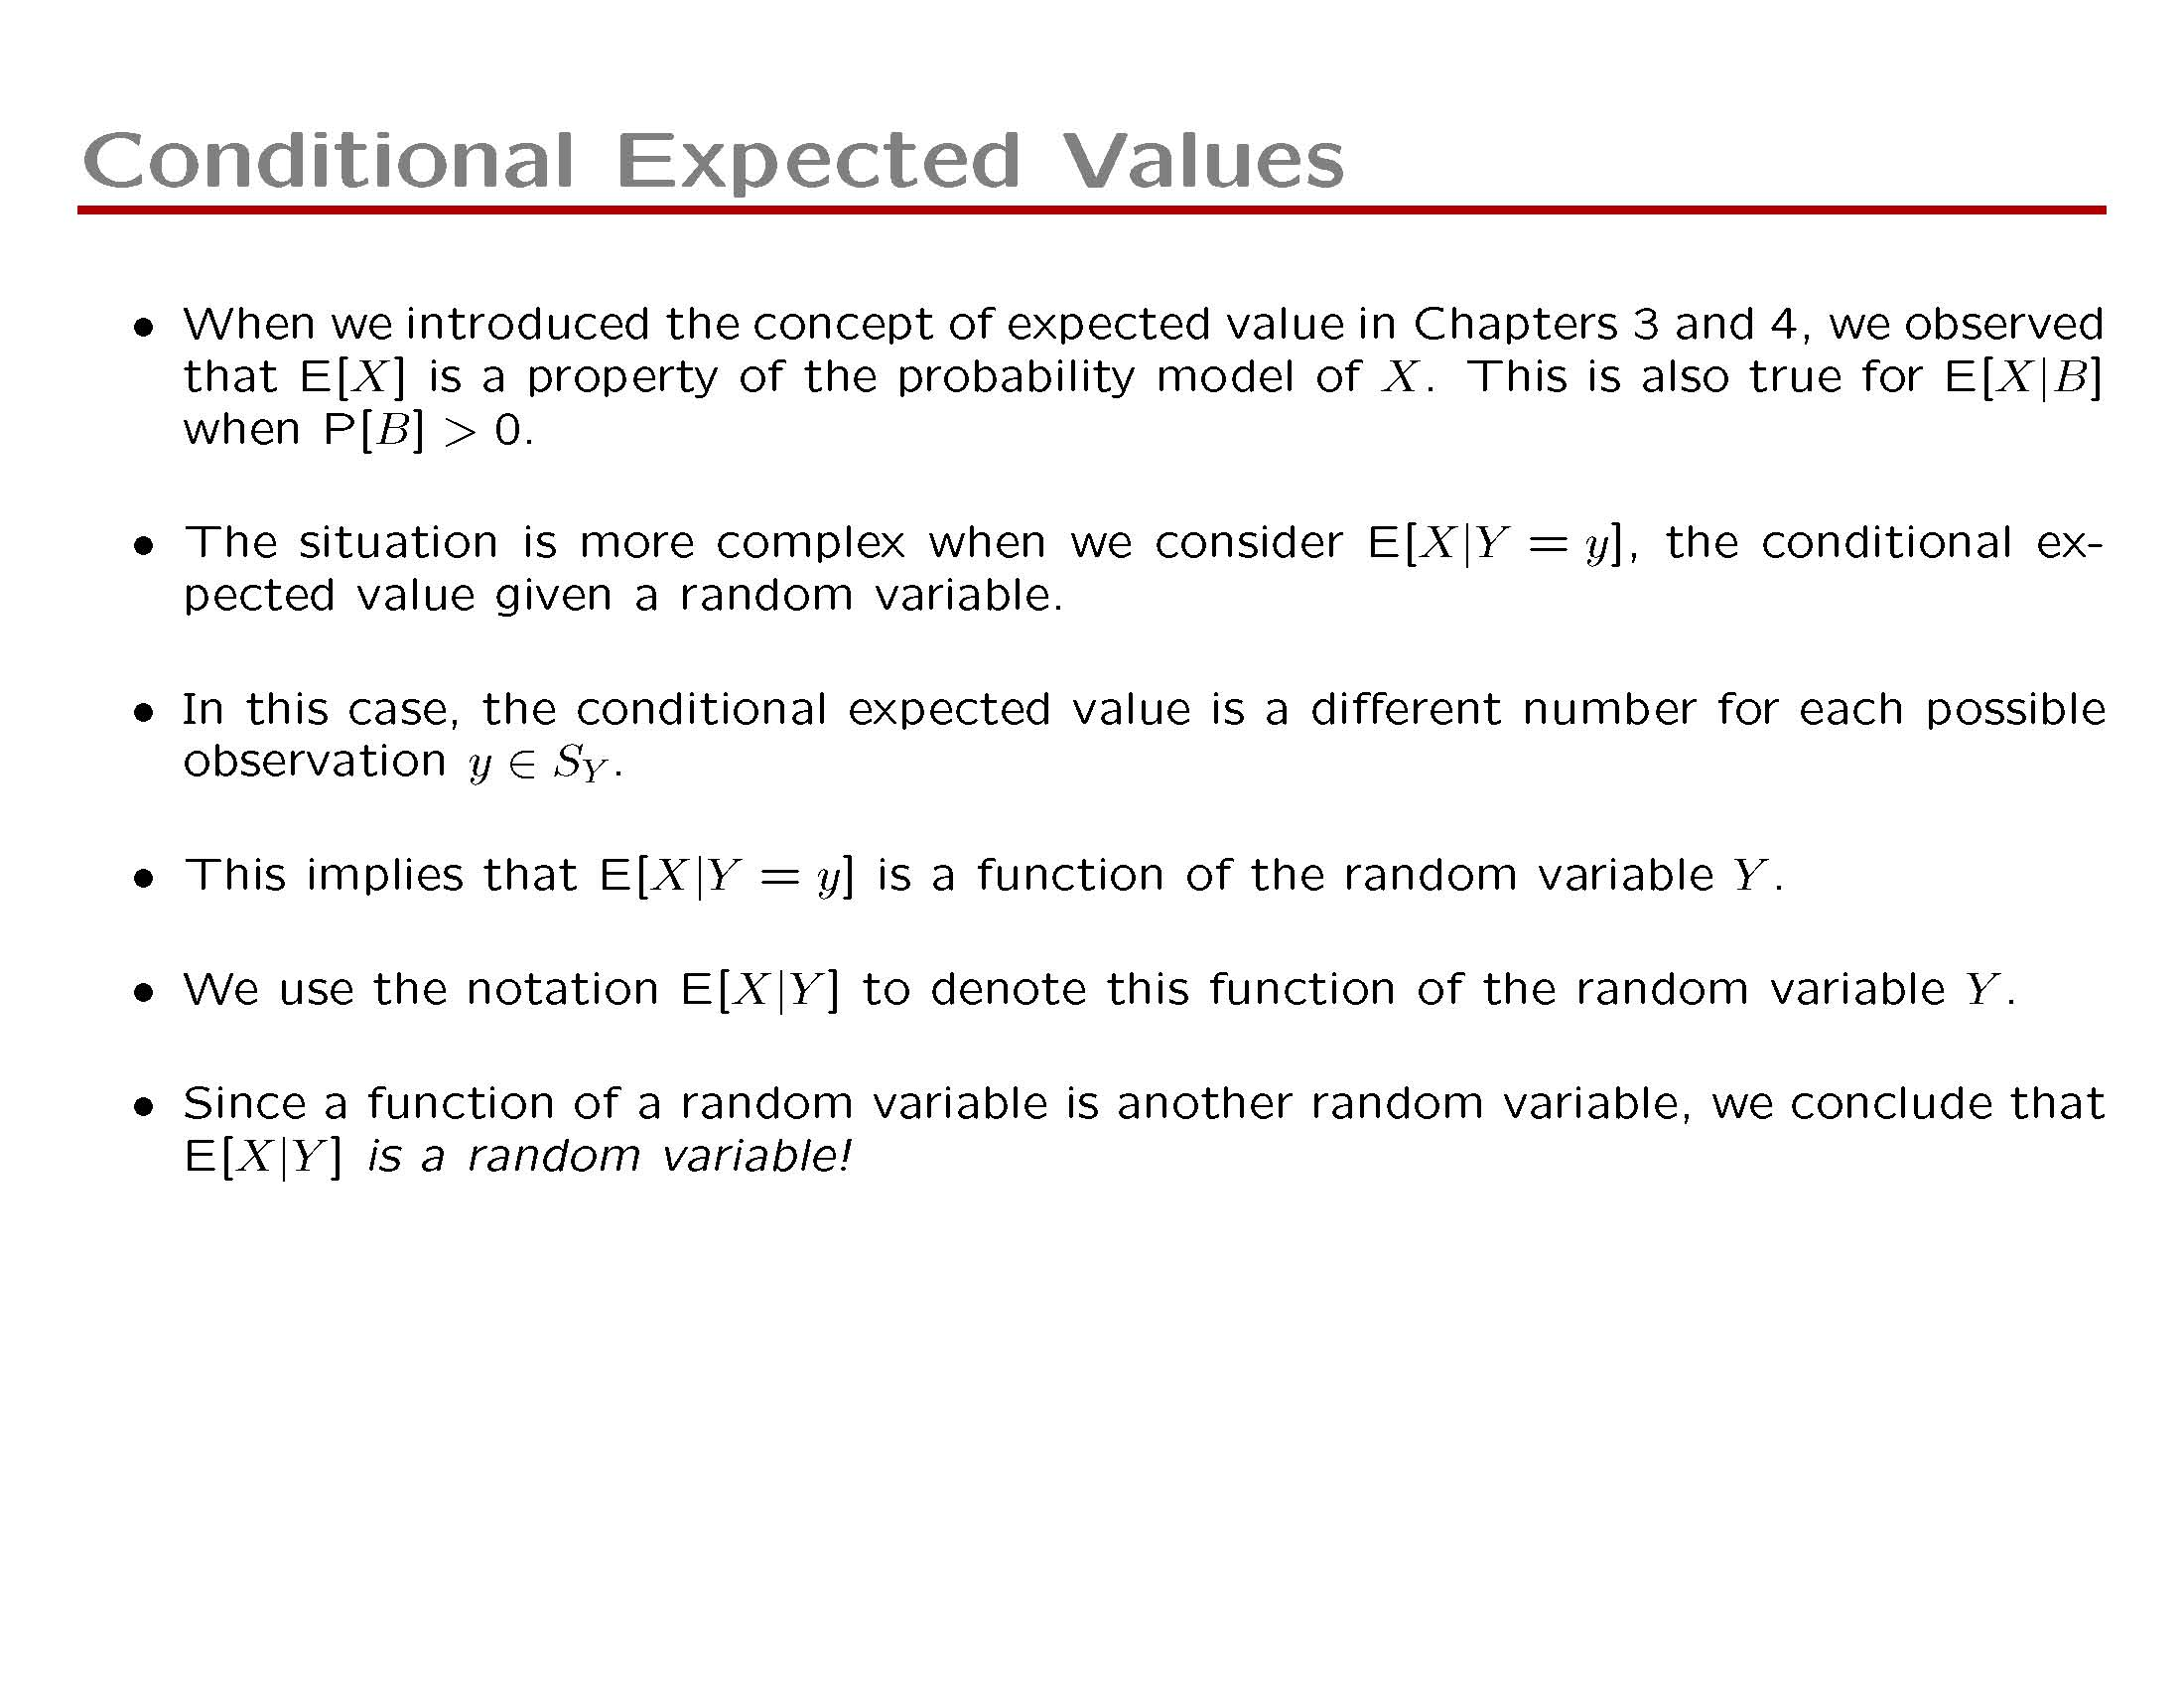 Conditional Expected Values
• When we introduced the concept of expected value in Chapters 3 and 4, we observed
that E[X] is a property of the probability model of X. This is also true for E[X|B]
when P[B] > 0.
• The situation is more complex when we consider E[X|Y = y], the conditional ex-
pected value given a random variable.
• In this case, the conditional expected value is a different number for each possible
observation y ∈ S_Y.
• This implies that E[X|Y = y] is a function of the random variable Y.
• We use the notation E[X|Y] to denote this function of the random variable Y.
• Since a function of a random variable is another random variable, we conclude that
E[X|Y] is a random variable!